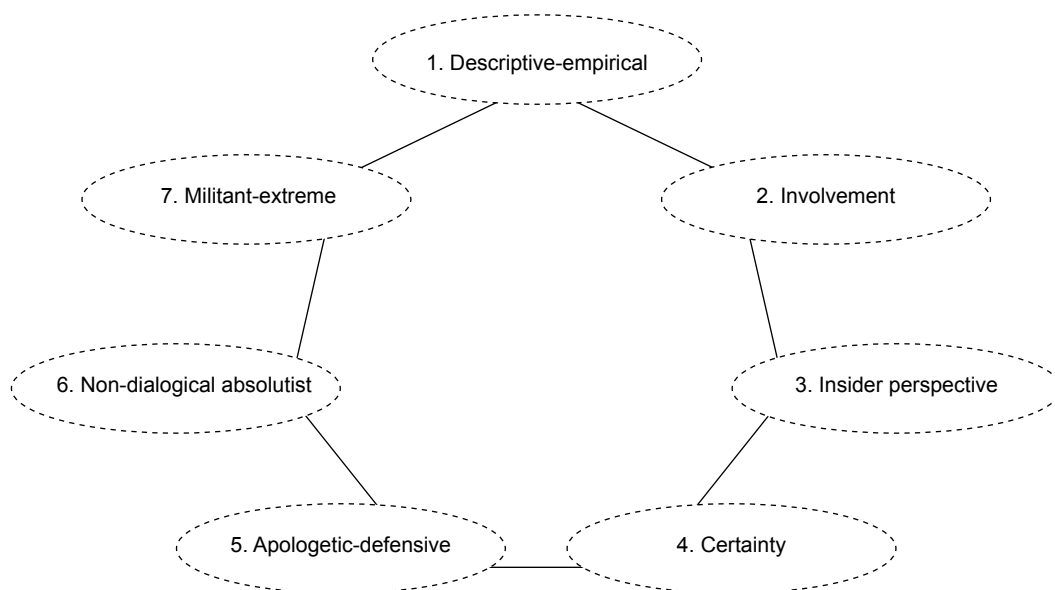 1. Descriptive-empirical
2. Involvement
3. Insider perspective
4. Certainty
5. Apologetic-defensive
6. Non-dialogical absolutist
7. Militant-extreme